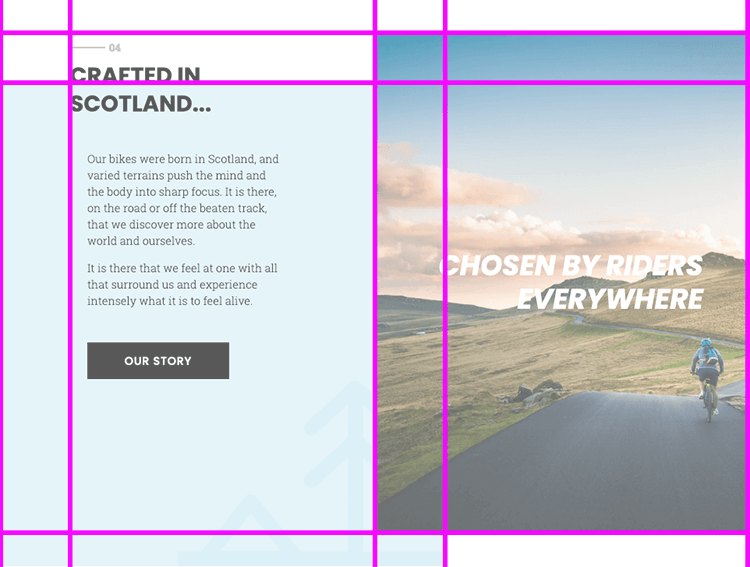 04
CRAFTED IN
SCOTLAND...
Our bikes were born in Scotland, and
varied terrains push the mind and
the body into sharp focus. It is there,
on the road or off the beaten track,
that we discover more about the
world and ourselves.
It is there that we feel at one with all
that surround us and experience
intensely what it is to feel alive.
OUR STORY
CHOSEN BY RIDERS
EVERYWHERE